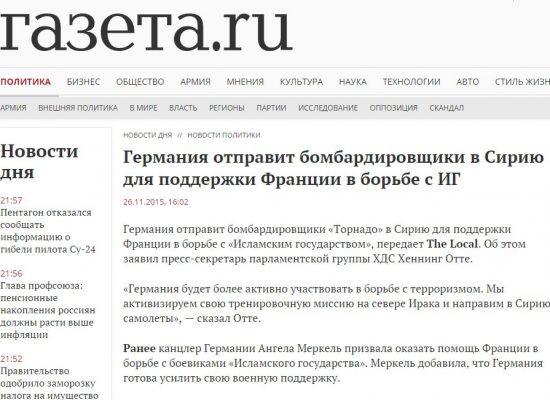 газета.ru
ПОЛИТИКА БИЗНЕС ОБЩЕСТВО АРМИЯ МНЕНИЯ КУЛЬТУРА НАУКА ТЕХНОЛОГИИ АВТО СТИЛЬ ЖИЗН
АРМИЯ ВНЕШНЯЯ ПОЛИТИКА В МИРЕ ВЛАСТЬ РЕГИОНЫ ПАРТИИ ИССЛЕДОВАНИЕ ОППОЗИЦИЯ СКАНДАЛ
Новости
дня
21:57
Пентагон отказался
сообщать
информацию о
гибели пилота Су-24
21:56
Глава профсоюза:
пенсионные
накопления россиян
должны расти выше
инфляции
21:52
Правительство
одобрило заморозку
налога на имущество
НОВОСТИ ДНЯ // НОВОСТИ ПОЛИТИКИ
Германия отправит бомбардировщики в Сирию
для поддержки Франции в борьбе с ИГ
26.11.2015, 16:02
Германия отправит бомбардировщики «Торнадо» в Сирию для поддержки
Франции в борьбе с «Исламским государством», передает The Local. Об этом
заявил пресс-секретарь парламентской группы ХДС Хеннинг Отте.
«Германия будет более активно участвовать в борьбе с терроризмом. Мы
активизируем свою тренировочную миссию на севере Ирака и направим в Сирию
самолеты», — сказал Отте.
Ранее канцлер Германии Ангела Меркель призвала оказать помощь Франции в
борьбе с боевиками «Исламского государства». Меркель добавила, что Германия
готова усилить свою военную поддержку.